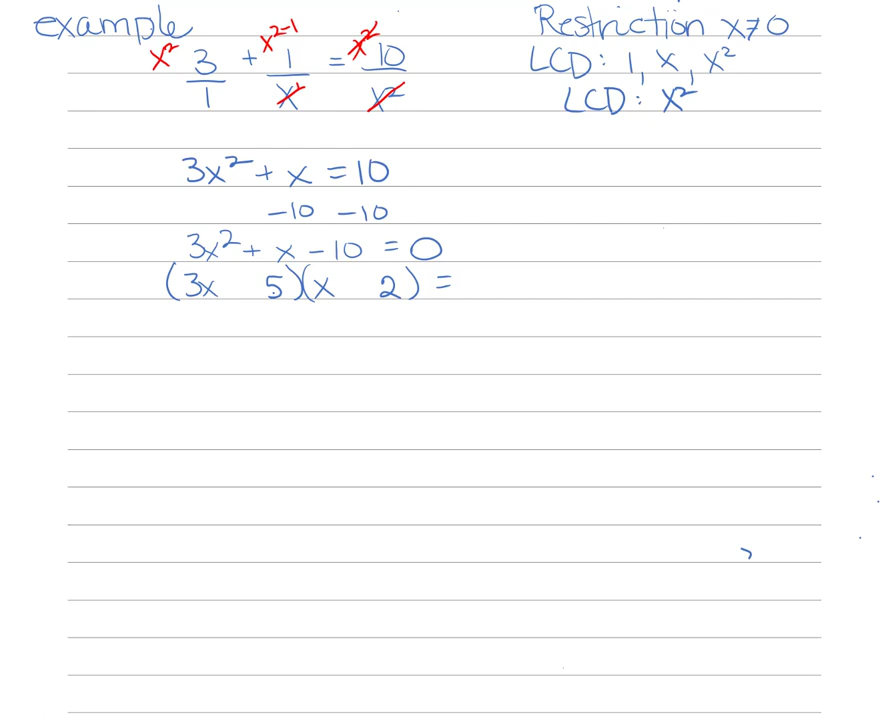 example
Restriction x≠0
x² 3/1 + x²⁻¹ 1/x¹ = x² 10/x²
LCD: 1, x, x²
LCD: x²
3x² + x = 10
-10 -10
3x² + x - 10 = 0
(3x 5)(x 2) =